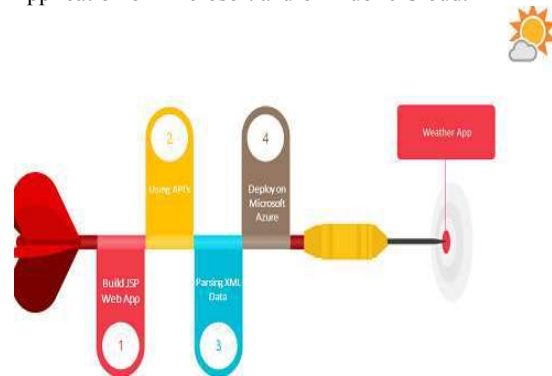 2
4
Weather App
Using API's
Deploy on
Microsoft
Azure
Build JSP
Web App
Parsing XML
Data
1
3